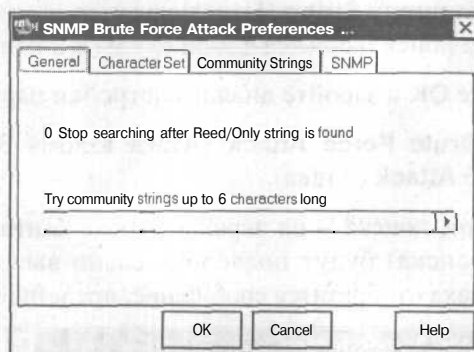 SNMP Brute Force Attack Preferences ...
General Character Set Community Strings SNMP
0 Stop searching after Reed/Only string is found
Try community strings up to 6 characters long
OK Cancel Help